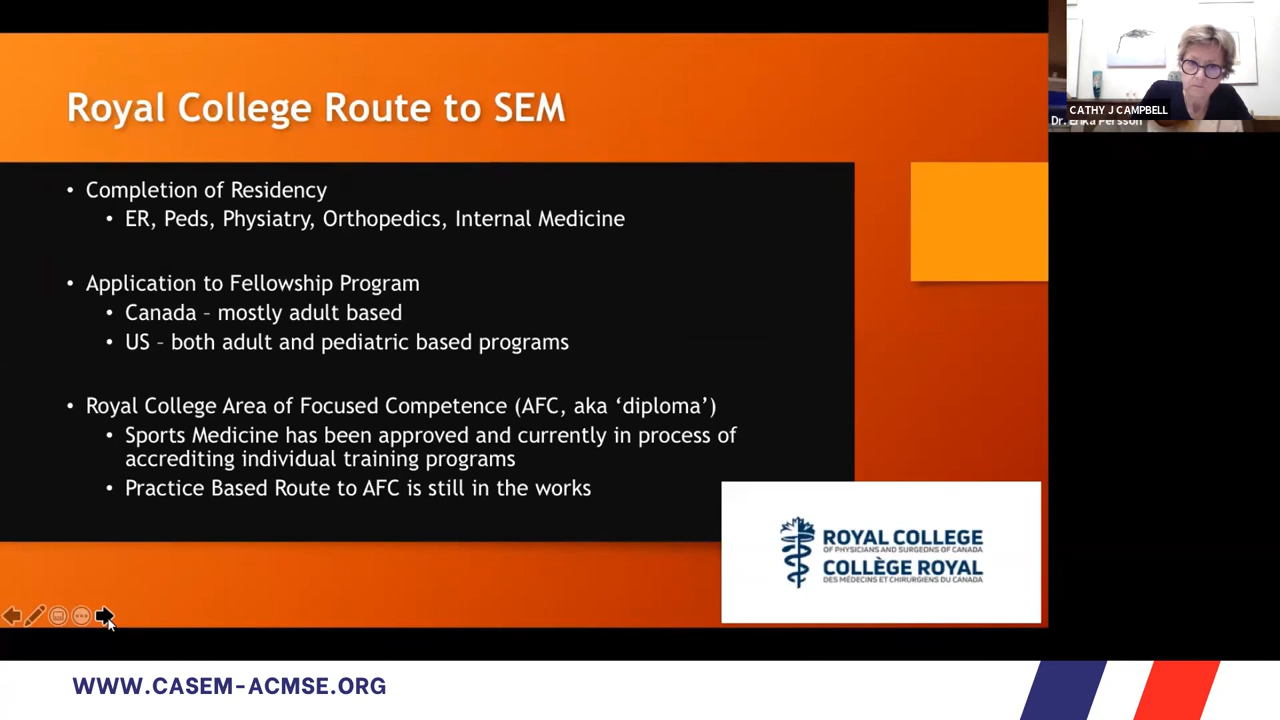 Royal College Route to SEM
• Completion of Residency
• ER, Peds, Physiatry, Orthopedics, Internal Medicine
• Application to Fellowship Program
• Canada – mostly adult based
• US – both adult and pediatric based programs
• Royal College Area of Focused Competence (AFC, aka ‘diploma’)
• Sports Medicine has been approved and currently in process of
accrediting individual training programs
• Practice Based Route to AFC is still in the works
ROYAL COLLEGE
OF PHYSICIANS AND SURGEONS OF CANADA
COLLÈGE ROYAL
DES MÉDECINS ET CHIRURGIENS DU CANADA
CATHY J CAMPBELL
Dr. Erika Persson
WWW.CASEM-ACMSE.ORG